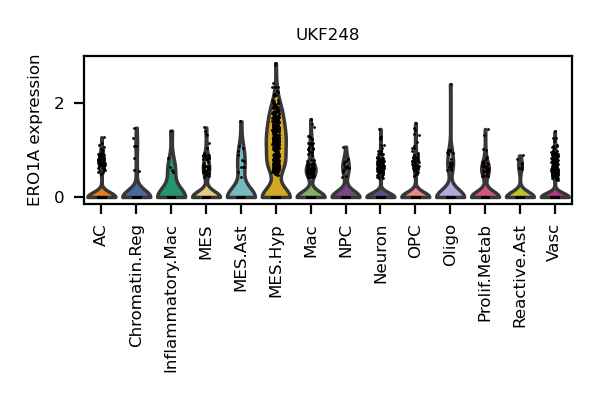 UKF248
ERO1A expression
2
0
AC
Chromatin.Reg
Inflammatory.Mac
MES
MES.Ast
MES.Hyp
Mac
NPC
Neuron
OPC
Oligo
Prolif.Metab
Reactive.Ast
Vasc